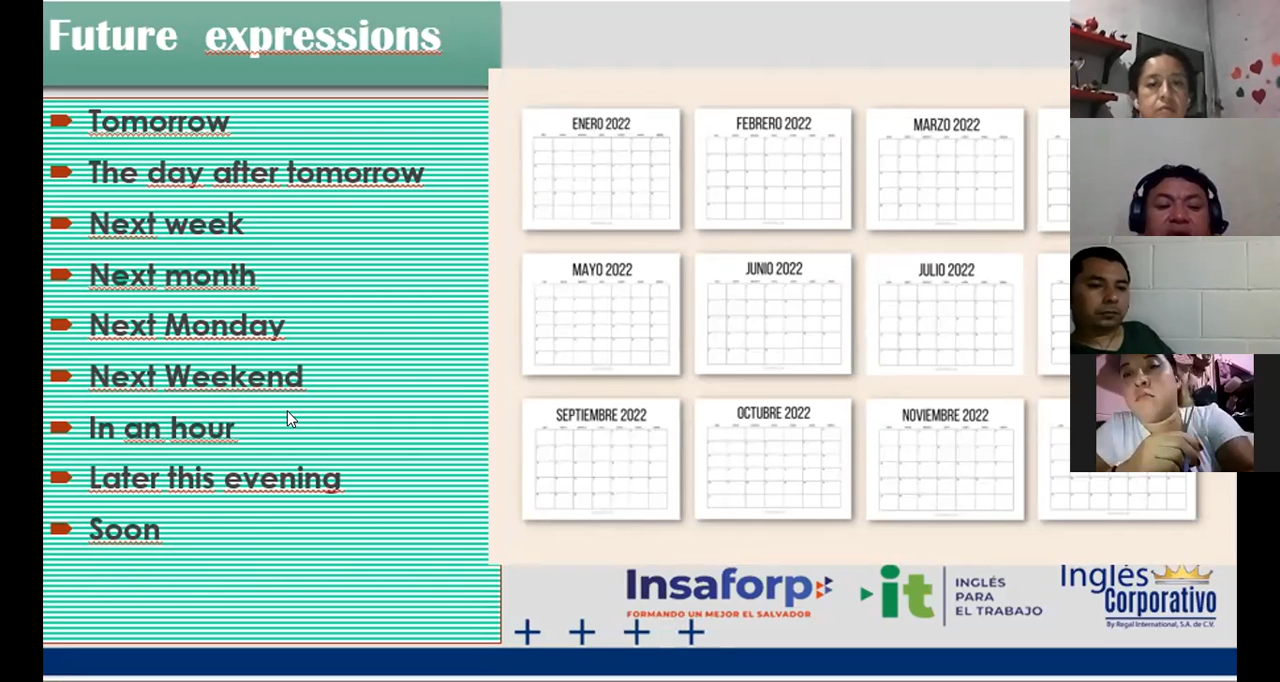 Future expressions
Tomorrow
The day after tomorrow
Next week
Next month
Next Monday
Next Weekend
In an hour
Later this evening
Soon
ENERO 2022
FEBRERO 2022
MARZO 2022
MAYO 2022
JUNIO 2022
JULIO 2022
SEPTIEMBRE 2022
OCTUBRE 2022
NOVIEMBRE 2022
Insaforp
FORMANDO UN MEJOR EL SALVADOR
it
INGLÉS
PARA
EL TRABAJO
Inglés
Corporativo
By Regal International, S.A. de C.V.